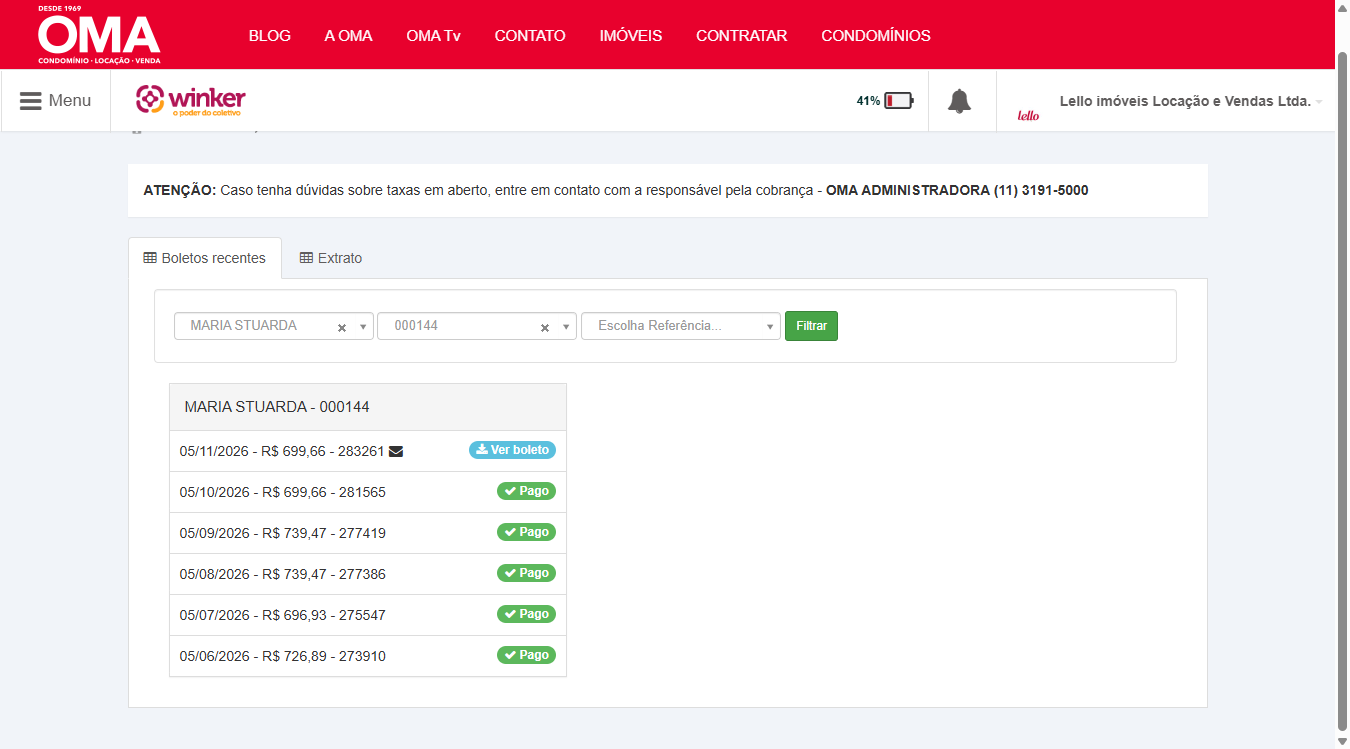 DESDE 1969
OMA
CONDOMÍNIO · LOCAÇÃO · VENDA
BLOG A OMA OMA Tv CONTATO IMÓVEIS CONTRATAR CONDOMÍNIOS
Menu
winker
o poder do coletivo
41%
lello
Lello imóveis Locação e Vendas Ltda.
ATENÇÃO: Caso tenha dúvidas sobre taxas em aberto, entre em contato com a responsável pela cobrança - OMA ADMINISTRADORA (11) 3191-5000
Boletos recentes Extrato
MARIA STUARDA × 000144 × Escolha Referência... Filtrar
MARIA STUARDA - 000144
05/11/2026 - R$ 699,66 - 283261 Ver boleto
05/10/2026 - R$ 699,66 - 281565 Pago
05/09/2026 - R$ 739,47 - 277419 Pago
05/08/2026 - R$ 739,47 - 277386 Pago
05/07/2026 - R$ 696,93 - 275547 Pago
05/06/2026 - R$ 726,89 - 273910 Pago